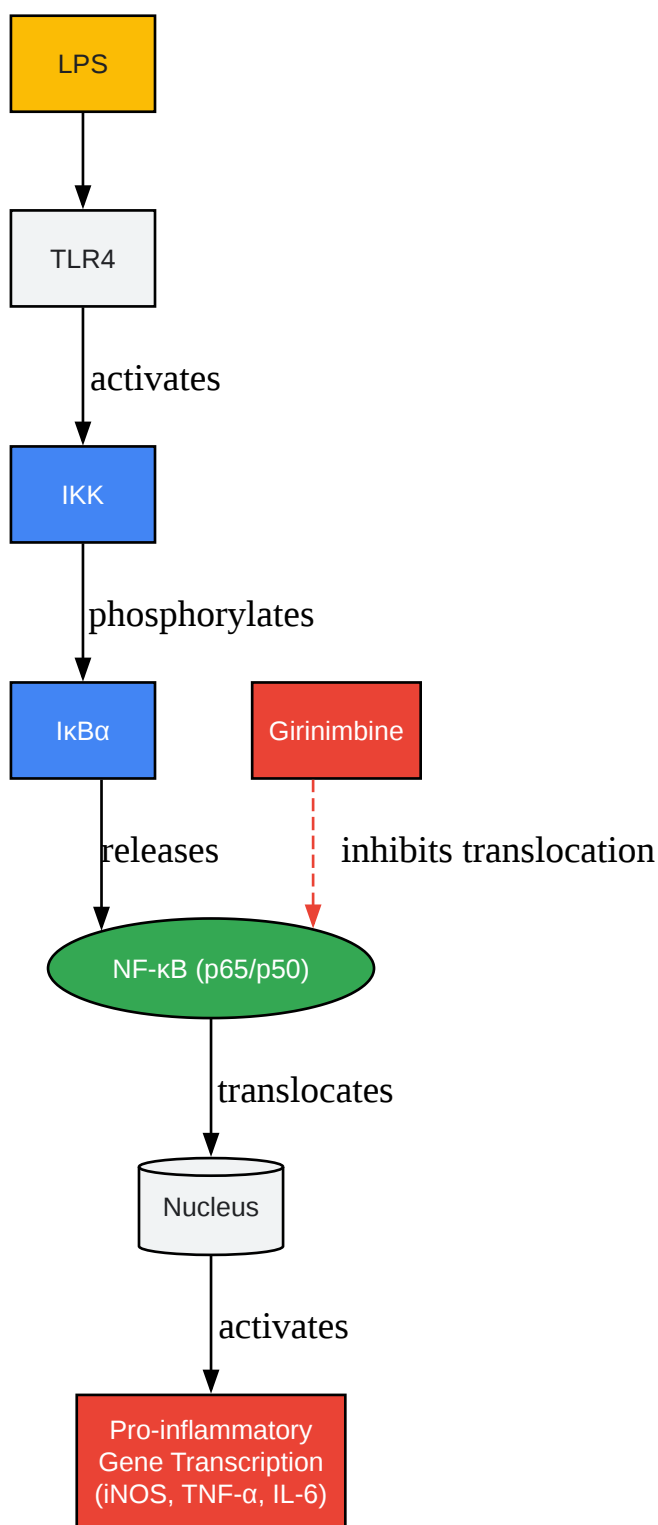 LPS
TLR4
activates
IKK
phosphorylates
IκBα
Girinimbine
releases
inhibits translocation
NF-κB (p65/p50)
translocates
Nucleus
activates
Pro-inflammatory
Gene Transcription
(iNOS, TNF-α, IL-6)